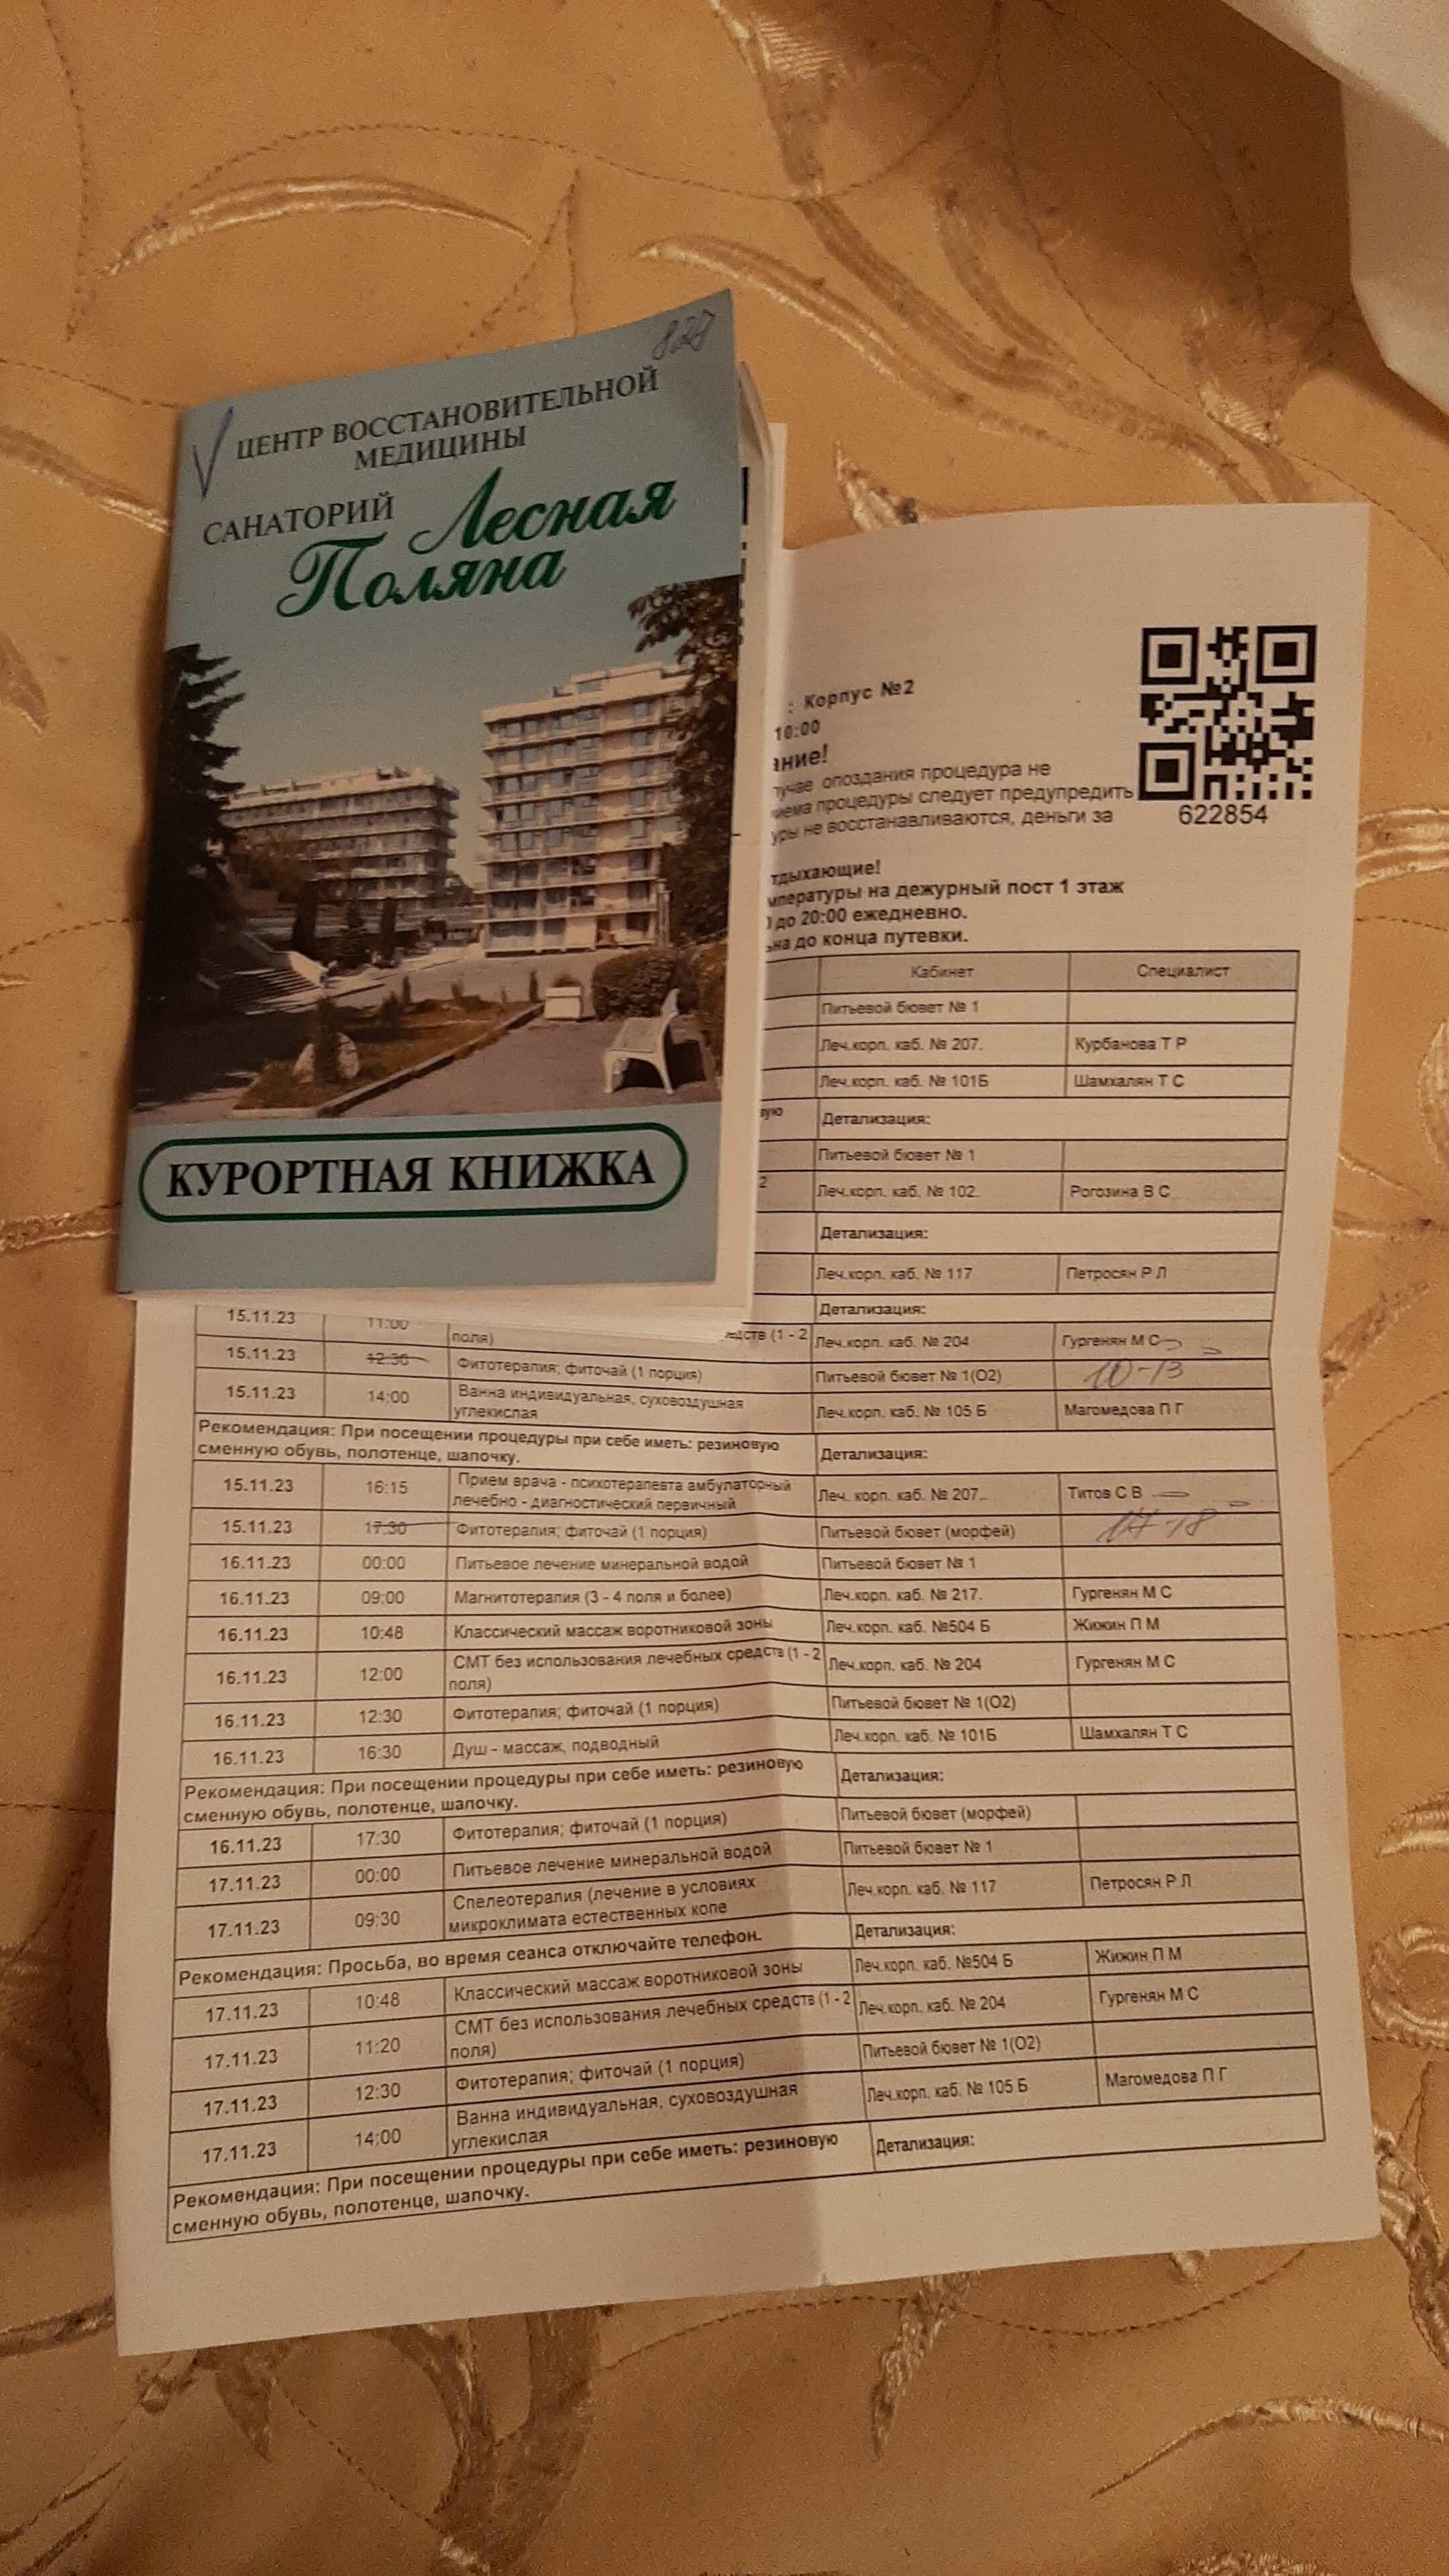 828
ЦЕНТР ВОССТАНОВИТЕЛЬНОЙ
МЕДИЦИНЫ
САНАТОРИЙ Лесная
Поляна
КУРОРТНАЯ КНИЖКА
: Корпус №2
10:00
ание!
лучае опоздания процедура не
иема процедуры следует предупредить
уры не восстанавливаются, деньги за
622854
тдыхающие!
мпературы на дежурный пост 1 этаж
до 20:00 ежедневно.
ьна до конца путевки.
Кабинет Специалист
Питьевой бювет № 1
Леч.корп. каб. № 207. Курбанова Т Р
Леч.корп. каб. № 101Б Шамхалян Т С
вую Детализация:
Питьевой бювет № 1
2 Леч.корп. каб. № 102. Рогозина В С
Детализация:
Леч.корп. каб. № 117 Петросян Р Л
Детализация:
15.11.23 11:00 поля) едств (1 - 2 Леч.корп. каб. № 204 Гургенян М С
15.11.23 12:30 Фитотерапия; фиточай (1 порция) Питьевой бювет № 1(О2) 10-13
15.11.23 14:00 Ванна индивидуальная, суховоздушная
углекислая Леч.корп. каб. № 105 Б Магомедова П Г
Рекомендация: При посещении процедуры при себе иметь: резиновую
сменную обувь, полотенце, шапочку. Детализация:
15.11.23 16:15 Прием врача - психотерапевта амбулаторный
лечебно - диагностический первичный Леч. корп. каб. № 207.. Титов С В
15.11.23 17:30 Фитотерапия; фиточай (1 порция) Питьевой бювет (морфей) 17-18
16.11.23 00:00 Питьевое лечение минеральной водой Питьевой бювет № 1
16.11.23 09:00 Магнитотерапия (3 - 4 поля и более) Леч.корп. каб. № 217. Гургенян М С
16.11.23 10:48 Классический массаж воротниковой зоны Леч.корп. каб. №504 Б Жижин П М
16.11.23 12:00 СМТ без использования лечебных средств (1 - 2
поля) Леч.корп. каб. № 204 Гургенян М С
16.11.23 12:30 Фитотерапия; фиточай (1 порция) Питьевой бювет № 1(О2)
16.11.23 16:30 Душ - массаж, подводный Леч.корп. каб. № 101Б Шамхалян Т С
Рекомендация: При посещении процедуры при себе иметь: резиновую
сменную обувь, полотенце, шапочку. Детализация:
16.11.23 17:30 Фитотерапия; фиточай (1 порция) Питьевой бювет (морфей)
17.11.23 00:00 Питьевое лечение минеральной водой Питьевой бювет № 1
17.11.23 09:30 Спелеотерапия (лечение в условиях
микроклимата естественных копе Леч.корп. каб. № 117 Петросян Р Л
Рекомендация: Просьба, во время сеанса отключайте телефон. Детализация:
17.11.23 10:48 Классический массаж воротниковой зоны Леч.корп. каб. №504 Б Жижин П М
17.11.23 11:20 СМТ без использования лечебных средств (1 - 2
поля) Леч.корп. каб. № 204 Гургенян М С
17.11.23 12:30 Фитотерапия; фиточай (1 порция) Питьевой бювет № 1(О2)
17.11.23 14:00 Ванна индивидуальная, суховоздушная
углекислая Леч.корп. каб. № 105 Б Магомедова П Г
Рекомендация: При посещении процедуры при себе иметь: резиновую
сменную обувь, полотенце, шапочку. Детализация: